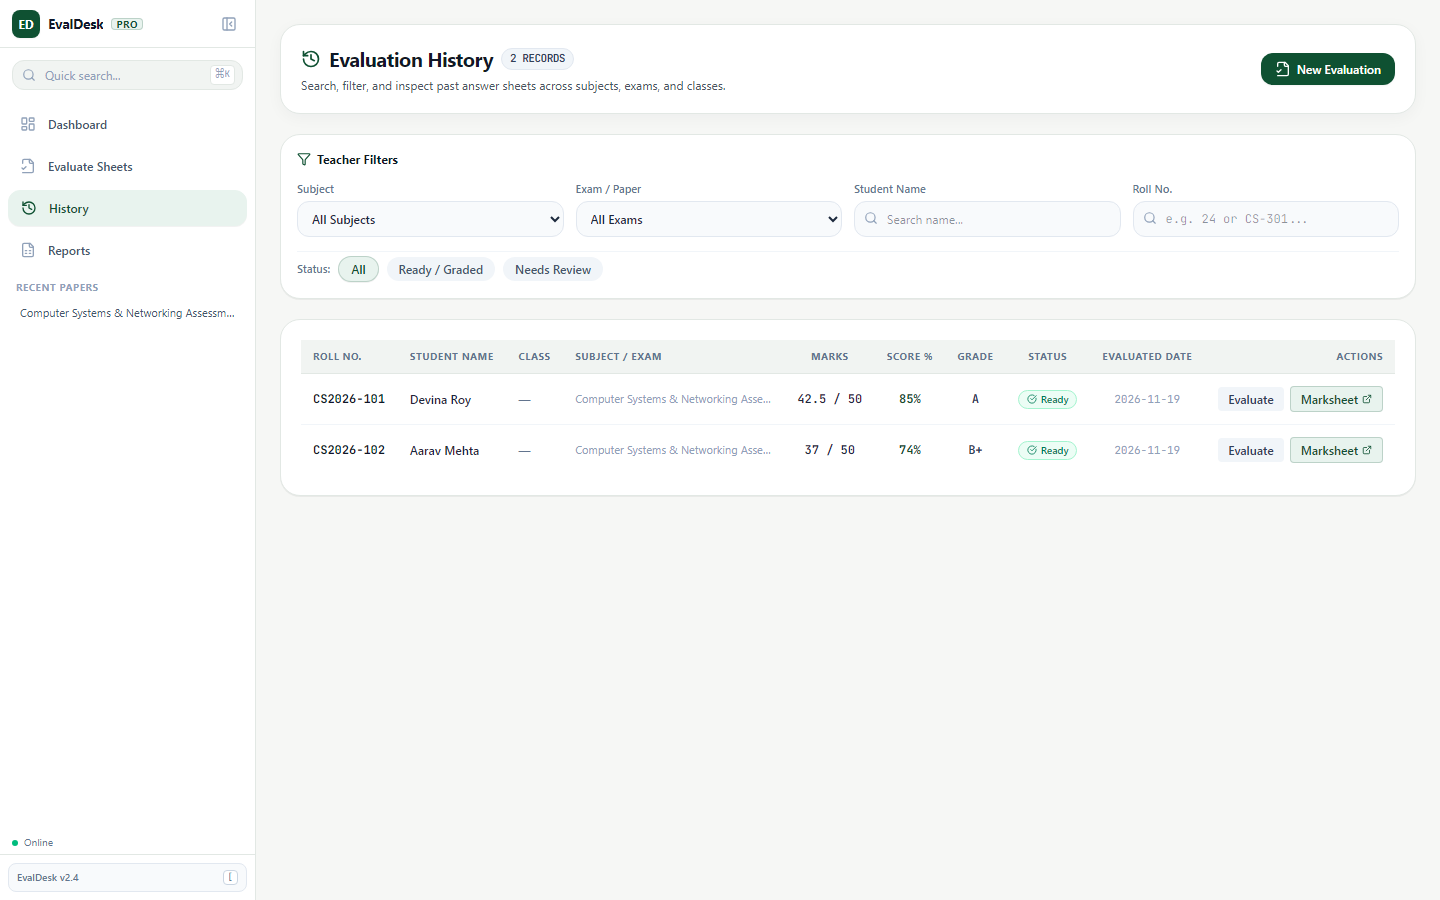 ED EvalDesk PRO
Quick search... ⌘K
Dashboard
Evaluate Sheets
History
Reports
RECENT PAPERS
Computer Systems & Networking Assessm...
Online
EvalDesk v2.4 [
Evaluation History 2 RECORDS
Search, filter, and inspect past answer sheets across subjects, exams, and classes.
New Evaluation
Teacher Filters
Subject Exam / Paper Student Name Roll No.
All Subjects All Exams Search name... e.g. 24 or CS-301...
Status: All Ready / Graded Needs Review
ROLL NO. STUDENT NAME CLASS SUBJECT / EXAM MARKS SCORE % GRADE STATUS EVALUATED DATE ACTIONS
CS2026-101 Devina Roy — Computer Systems & Networking Asse... 42.5 / 50 85% A Ready 2026-11-19 Evaluate Marksheet
CS2026-102 Aarav Mehta — Computer Systems & Networking Asse... 37 / 50 74% B+ Ready 2026-11-19 Evaluate Marksheet